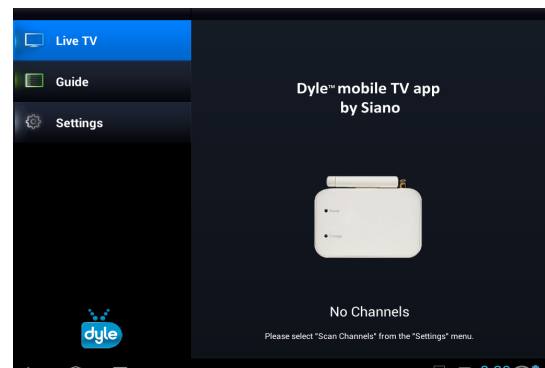 Live TV
Guide
Settings
Dyle™ mobile TV app
by Siano
Power
No Channels
Please select "Scan Channels" from the "Settings" menu.
dyle